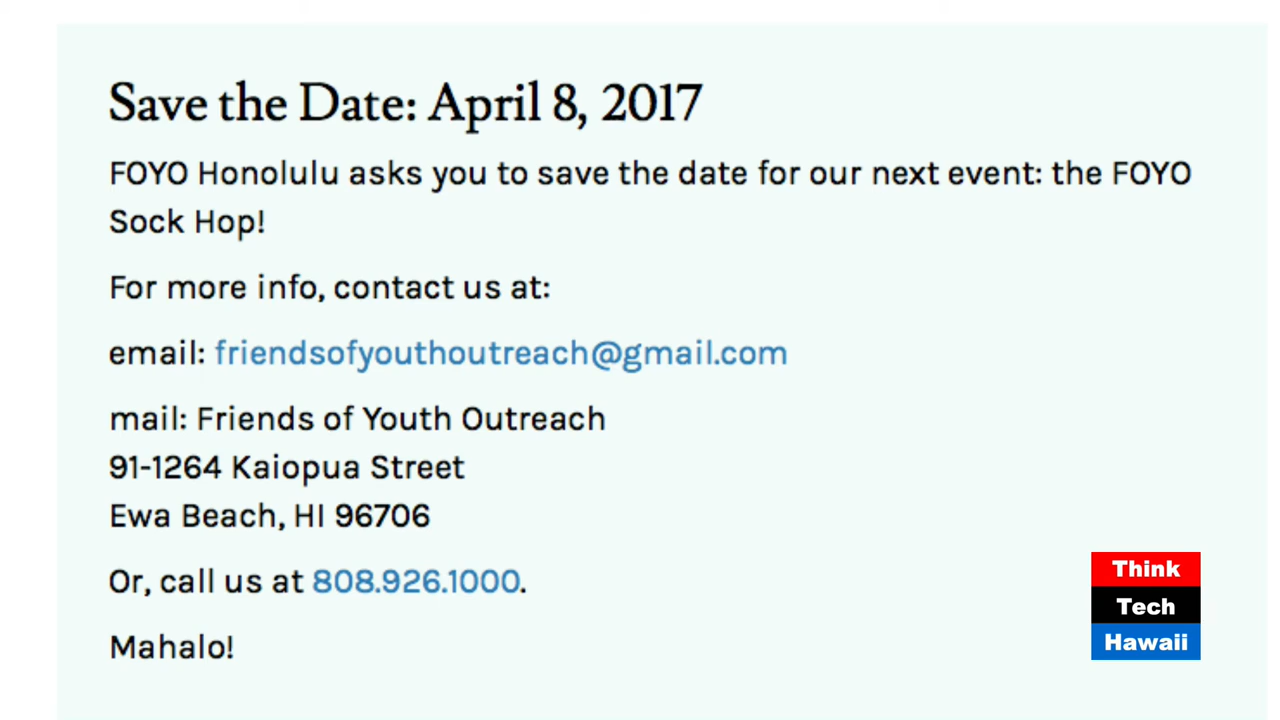 Save the Date: April 8, 2017
FOYO Honolulu asks you to save the date for our next event: the FOYO
Sock Hop!
For more info, contact us at:
email: friendsofyouthoutreach@gmail.com
mail: Friends of Youth Outreach
91-1264 Kaiopua Street
Ewa Beach, HI 96706
Or, call us at 808.926.1000.
Mahalo!
Think
Tech
Hawaii